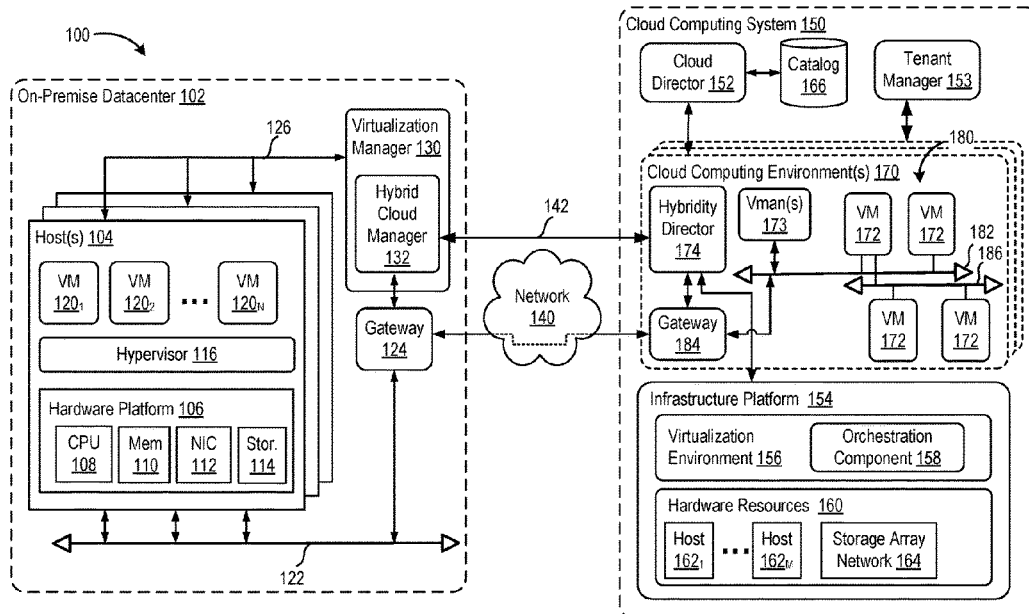 100
On-Premise Datacenter 102
126
Virtualization
Manager 130
Hybrid
Cloud
Manager
132
Host(s) 104
VM
120₁
VM
120₂
VM
120N
Hypervisor 116
Hardware Platform 106
CPU
108
Mem
110
NIC
112
Stor.
114
Gateway
124
122
142
Network
140
Cloud Computing System 150
Cloud
Director
152
Catalog
166
Tenant
Manager 153
180
Cloud Computing Environment(s) 170
Hybridity
Director
174
Vman(s)
173
VM
172
VM
172
182
186
VM
172
VM
172
Gateway
184
Infrastructure Platform 154
Virtualization
Environment 156
Orchestration
Component 158
Hardware Resources 160
Host
162₁
Host
162M
Storage Array
Network 164